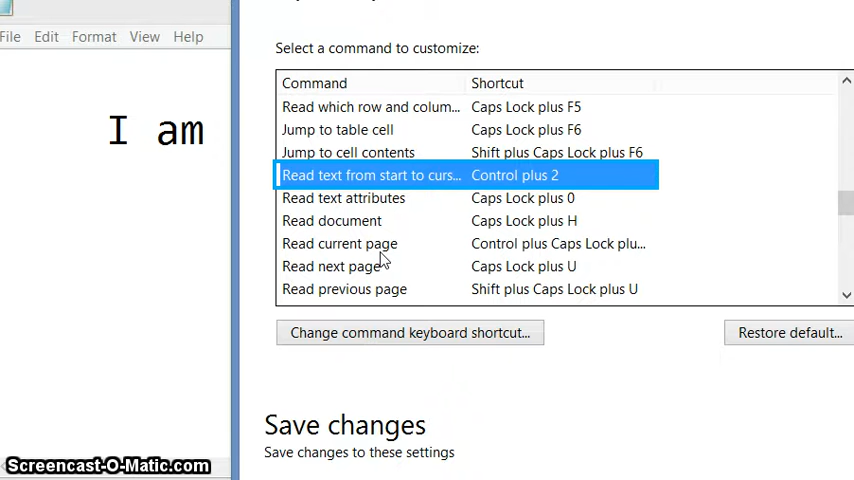 File Edit Format View Help
I am
Select a command to customize:
Command Shortcut
Read which row and colum... Caps Lock plus F5
Jump to table cell Caps Lock plus F6
Jump to cell contents Shift plus Caps Lock plus F6
Read text from start to curs... Control plus 2
Read text attributes Caps Lock plus 0
Read document Caps Lock plus H
Read current page Control plus Caps Lock plu...
Read next page Caps Lock plus U
Read previous page Shift plus Caps Lock plus U
Change command keyboard shortcut... Restore default...
Save changes
Save changes to these settings
Screencast-O-Matic.com